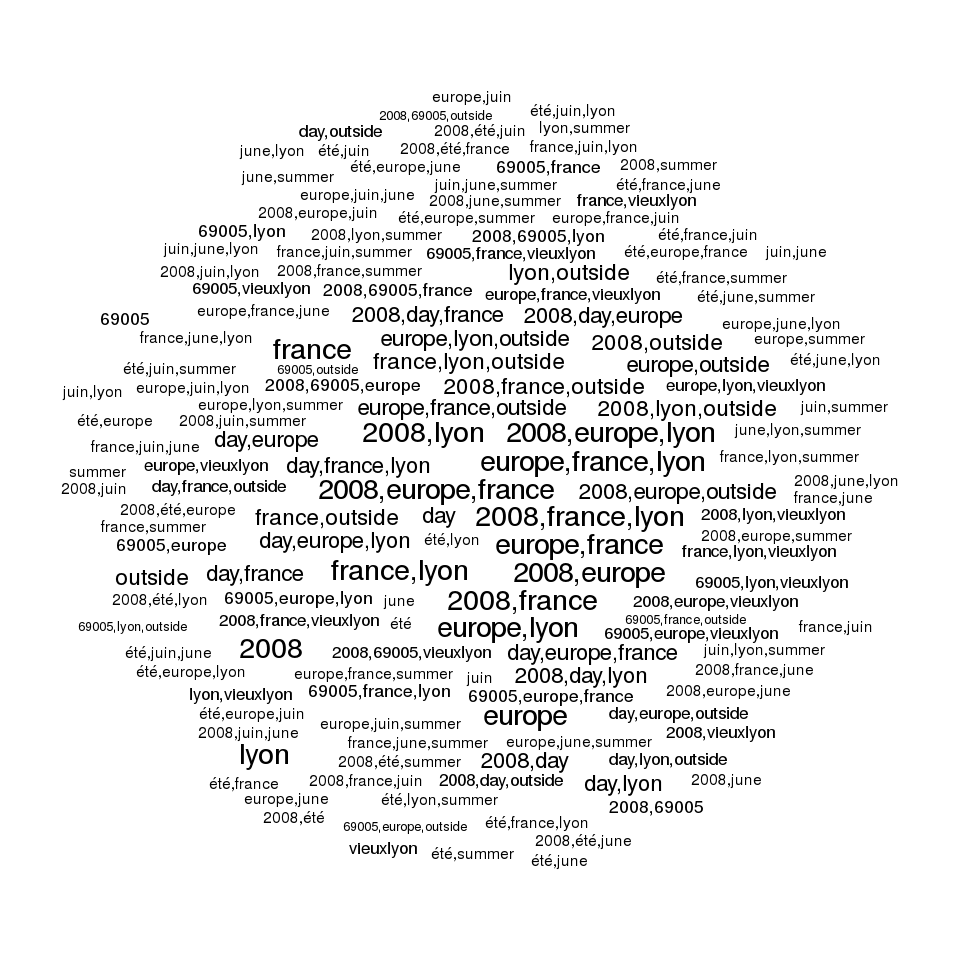 europe,juin
2008,69005,outside été,juin,lyon
day,outside 2008,été,juin lyon,summer
june,lyon été,juin 2008,été,france france,juin,lyon
été,europe,june 69005,france 2008,summer
june,summer juin,june,summer été,france,june
europe,juin,june 2008,june,summer france,vieuxlyon
2008,europe,juin été,europe,summer europe,france,juin
69005,lyon 2008,lyon,summer 2008,69005,lyon été,france,juin
juin,june,lyon france,juin,summer 69005,france,vieuxlyon été,europe,france juin,june
2008,juin,lyon 2008,france,summer lyon,outside été,france,summer
69005,vieuxlyon 2008,69005,france europe,france,vieuxlyon été,june,summer
69005 europe,france,june 2008,day,france 2008,day,europe europe,june,lyon
france,june,lyon france europe,lyon,outside 2008,outside europe,summer
été,juin,summer 69005,outside france,lyon,outside europe,outside été,june,lyon
juin,lyon europe,juin,lyon 2008,69005,europe 2008,france,outside europe,lyon,vieuxlyon
europe,lyon,summer europe,france,outside 2008,lyon,outside juin,summer
été,europe 2008,juin,summer
france,juin,june day,europe 2008,lyon 2008,europe,lyon june,lyon,summer
summer europe,vieuxlyon day,france,lyon europe,france,lyon france,lyon,summer
2008,juin day,france,outside 2008,europe,france 2008,europe,outside 2008,june,lyon
france,june
2008,été,europe france,outside day 2008,france,lyon 2008,lyon,vieuxlyon
france,summer 2008,europe,summer
69005,europe day,europe,lyon été,lyon europe,france france,lyon,vieuxlyon
outside day,france france,lyon 2008,europe 69005,lyon,vieuxlyon
2008,été,lyon 69005,europe,lyon june 2008,france 2008,europe,vieuxlyon
69005,lyon,outside 2008,france,vieuxlyon été europe,lyon 69005,france,outside france,juin
69005,europe,vieuxlyon
été,juin,june 2008 2008,69005,vieuxlyon day,europe,france juin,lyon,summer
été,europe,lyon europe,france,summer juin 2008,day,lyon 2008,france,june
lyon,vieuxlyon 69005,france,lyon 69005,europe,france 2008,europe,june
été,europe,juin europe,juin,summer europe day,europe,outside
2008,juin,june 2008,vieuxlyon
lyon france,june,summer europe,june,summer
2008,été,summer 2008,day day,lyon,outside
été,france 2008,france,juin 2008,day,outside day,lyon 2008,june
europe,june été,lyon,summer 2008,69005
2008,été 69005,europe,outside été,france,lyon
vieuxlyon été,summer 2008,été,june
été,june